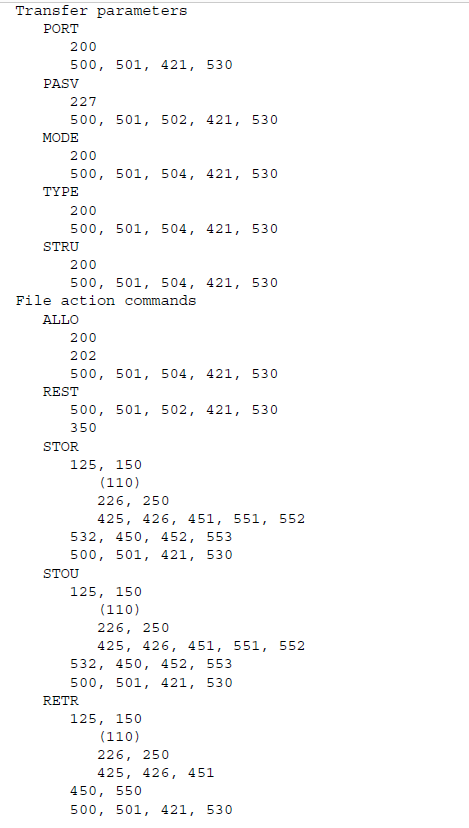 Transfer parameters
PORT
200
500, 501, 421, 530
PASV
227
500, 501, 502, 421, 530
MODE
200
500, 501, 504, 421, 530
TYPE
200
500, 501, 504, 421, 530
STRU
200
500, 501, 504, 421, 530
File action commands
ALLO
200
202
500, 501, 504, 421, 530
REST
500, 501, 502, 421, 530
350
STOR
125, 150
(110)
226, 250
425, 426, 451, 551, 552
532, 450, 452, 553
500, 501, 421, 530
STOU
125, 150
(110)
226, 250
425, 426, 451, 551, 552
532, 450, 452, 553
500, 501, 421, 530
RETR
125, 150
(110)
226, 250
425, 426, 451
450, 550
500, 501, 421, 530